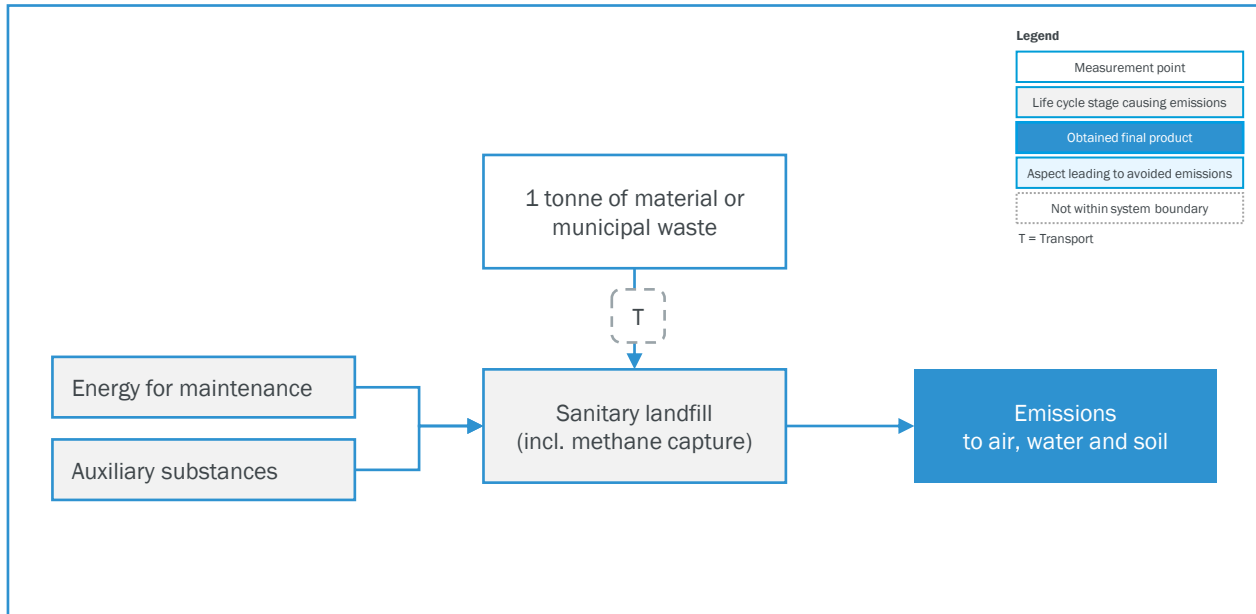 Legend
Measurement point
Life cycle stage causing emissions
Obtained final product
Aspect leading to avoided emissions
Not within system boundary
T = Transport
1 tonne of material or
municipal waste
T
Energy for maintenance
Auxiliary substances
Sanitary landfill
(incl. methane capture)
Emissions
to air, water and soil